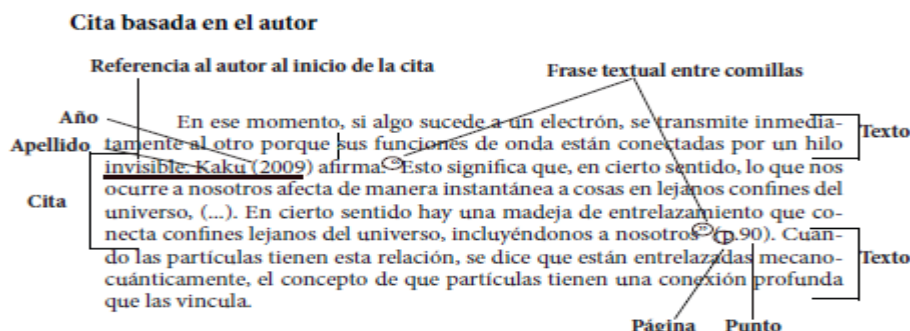 Cita basada en el autor
Referencia al autor al inicio de la cita
Frase textual entre comillas
Año
Apellido
Cita
En ese momento, si algo sucede a un electrón, se transmite inmedia-
tamente al otro porque sus funciones de onda están conectadas por un hilo
invisible. Kaku (2009) afirma: “Esto significa que, en cierto sentido, lo que nos
ocurre a nosotros afecta de manera instantánea a cosas en lejanos confines del
universo, (...). En cierto sentido hay una madeja de entrelazamiento que co-
necta confines lejanos del universo, incluyéndonos a nosotros” (p.90). Cuan-
do las partículas tienen esta relación, se dice que están entrelazadas mecano-
cuánticamente, el concepto de que partículas tienen una conexión profunda
que las vincula.
Texto
Texto
Página
Punto